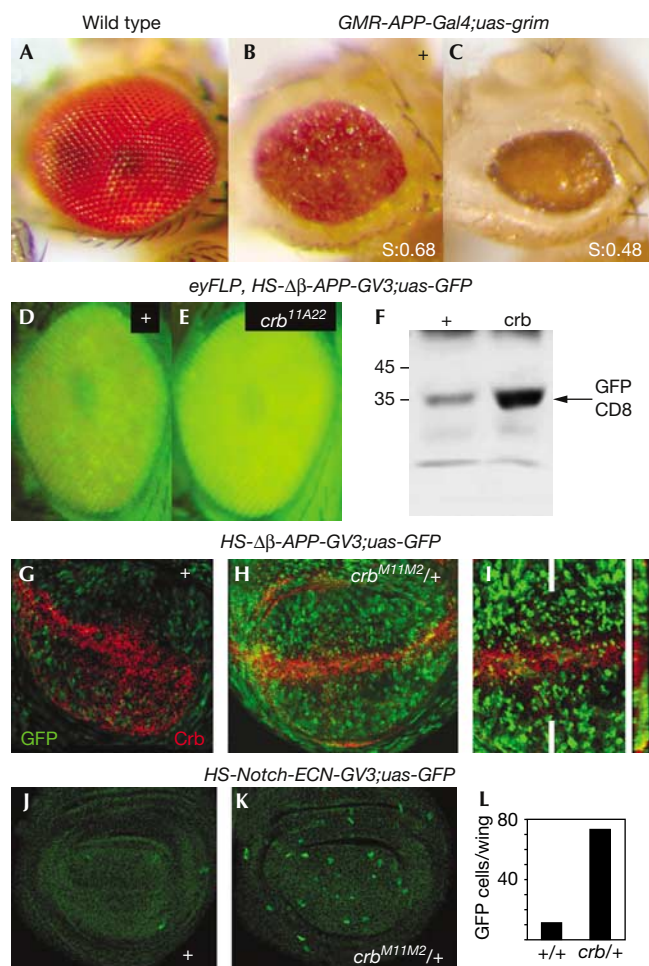 Wild type
GMR-APP-Gal4;uas-grim
A
B
+
C
S:0.68
S:0.48
eyFLP, HS-Δβ-APP-GV3;uas-GFP
D
+
E
crb11A22
F
+
crb
45
35
GFP
CD8
HS-Δβ-APP-GV3;uas-GFP
G
+
H
crbM11M2/+
I
GFP
Crb
HS-Notch-ECN-GV3;uas-GFP
J
K
L
+
crbM11M2/+
GFP cells/wing
80
40
+/+
crb/+